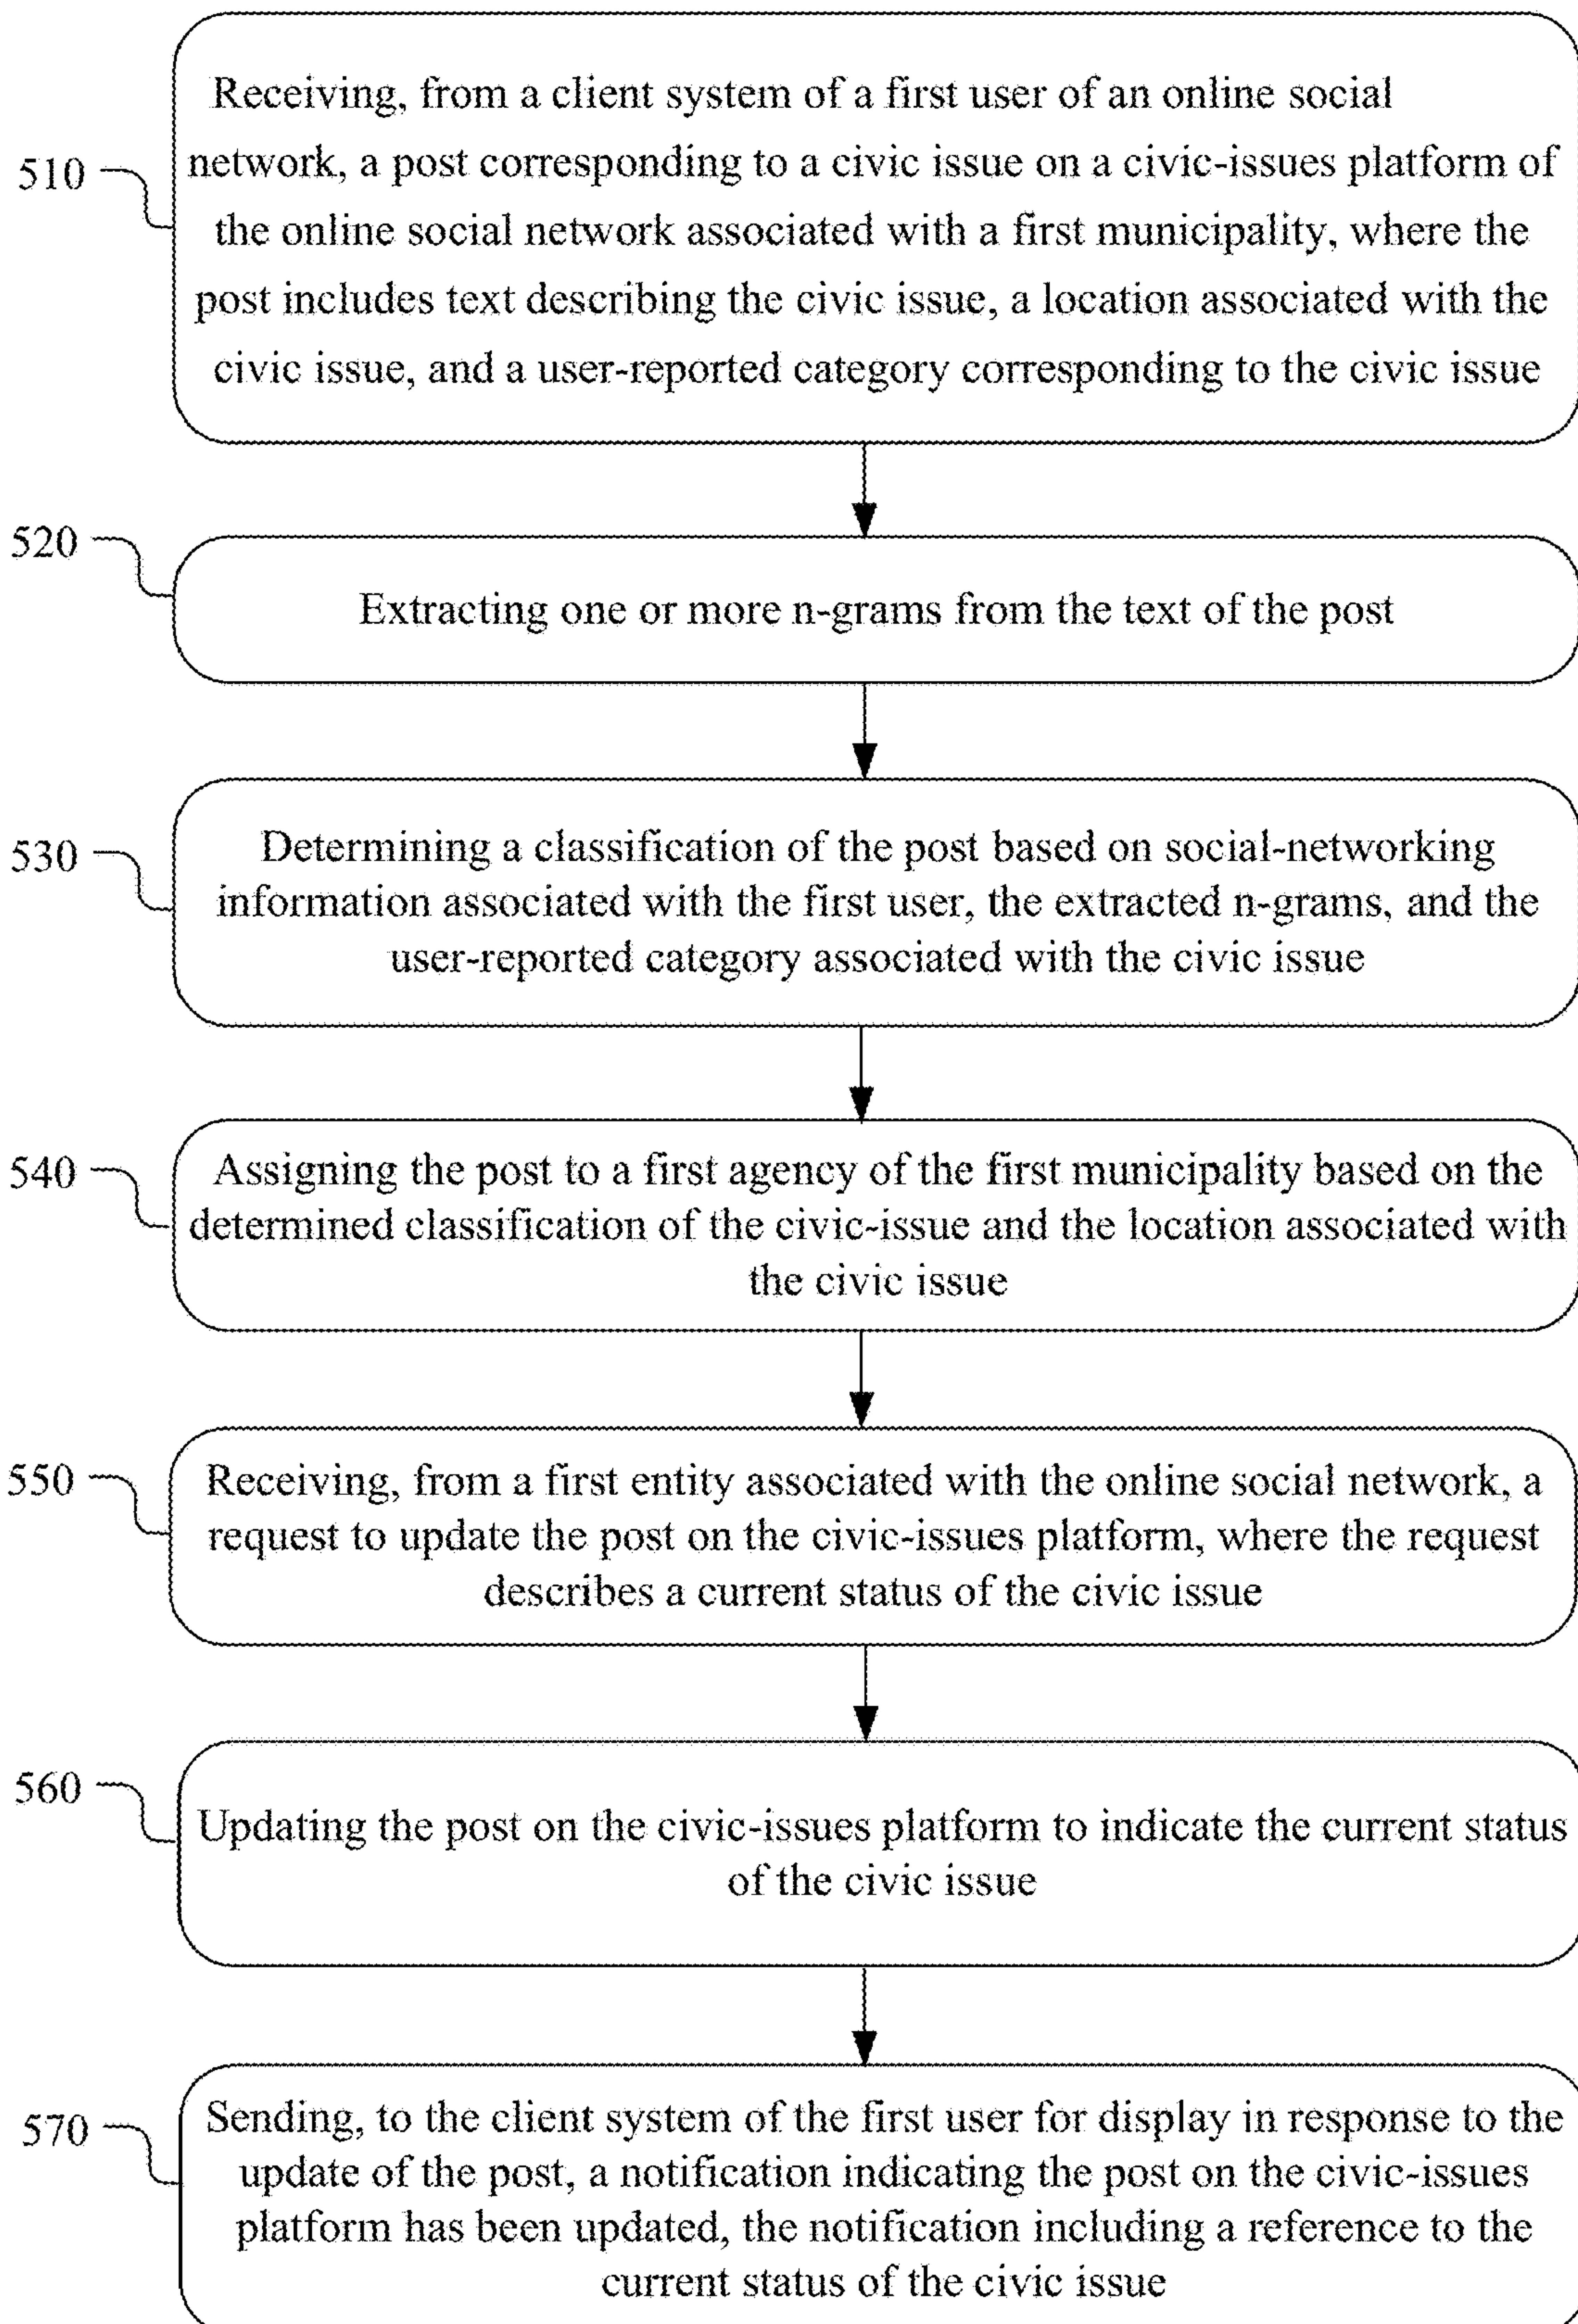 Receiving, from a client system of a first user of an online social
510
network, a post corresponding to a civic issue on a civic-issues platform of
the online social network associated with a first municipality, where the
post includes text describing the civic issue, a location associated with the
civic issue, and a user-reported category corresponding to the civic issue
520
Extracting one or more n-grams from the text of the post
530
Determining a classification of the post based on social-networking
information associated with the first user, the extracted n-grams, and the
user-reported category associated with the civic issue
540
Assigning the post to a first agency of the first municipality based on the
determined classification of the civic-issue and the location associated with
the civic issue
550
Receiving, from a first entity associated with the online social network, a
request to update the post on the civic-issues platform, where the request
describes a current status of the civic issue
560
Updating the post on the civic-issues platform to indicate the current status
of the civic issue
570
Sending, to the client system of the first user for display in response to the
update of the post, a notification indicating the post on the civic-issues
platform has been updated, the notification including a reference to the
current status of the civic issue